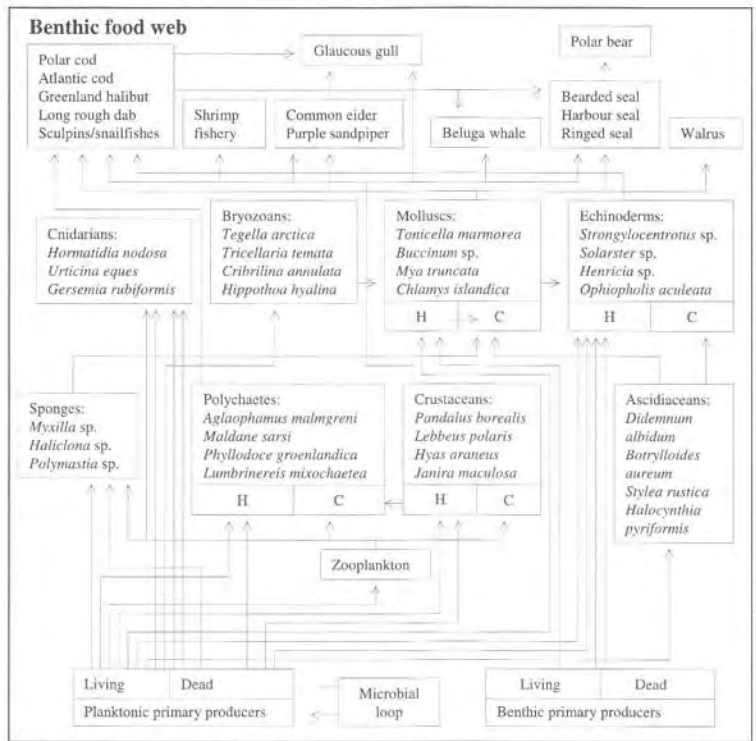 Benthic food web
Polar cod
Atlantic cod
Greenland halibut
Long rough dab
Sculpins/snailfishes
Glaucous gull
Polar bear
Shrimp
fishery
Common eider
Purple sandpiper
Beluga whale
Bearded seal
Harbour seal
Ringed seal
Walrus
Cnidarians:
Hormatidia nodosa
Urticina eques
Gersemia rubiformis
Bryozoans:
Tegella arctica
Tricellaria temata
Cribrilina annulata
Hippothoa hyalina
Molluscs:
Tonicella marmorea
Buccinum sp.
Mya truncata
Chlamys islandica
H C
Echinoderms:
Strongylocentrotus sp.
Solarster sp.
Henricia sp.
Ophiopholis aculeata
H C
Sponges:
Myxilla sp.
Haliclona sp.
Polymastia sp.
Polychaetes:
Aglaophamus malmgreni
Maldane sarsi
Phyllodoce groenlandica
Lumbrinereis mixochaetea
H C
Crustaceans:
Pandalus borealis
Lebbeus polaris
Hyas araneus
Janira maculosa
H C
Ascidiaceans:
Didemnum
albidum
Botrylloides
aureum
Stylea rustica
Halocynthia
pyriformis
Zooplankton
Living Dead
Planktonic primary producers
Microbial
loop
Living Dead
Benthic primary producers